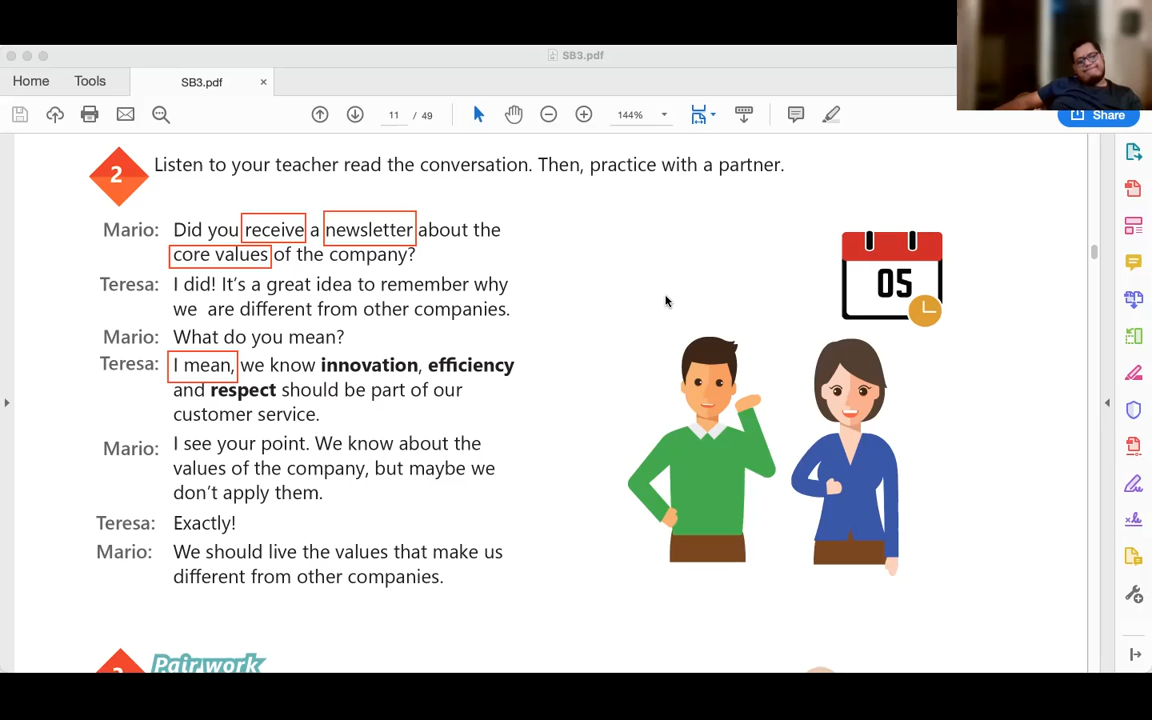 SB3.pdf
Home
Tools
SB3.pdf
×
11 / 49
144%
Share
2
Listen to your teacher read the conversation. Then, practice with a partner.
Mario: Did you receive a newsletter about the
core values of the company?
Teresa: I did! It's a great idea to remember why
we are different from other companies.
Mario: What do you mean?
Teresa: I mean, we know innovation, efficiency
and respect should be part of our
customer service.
Mario: I see your point. We know about the
values of the company, but maybe we
don't apply them.
Teresa: Exactly!
Mario: We should live the values that make us
different from other companies.
05
Pair work